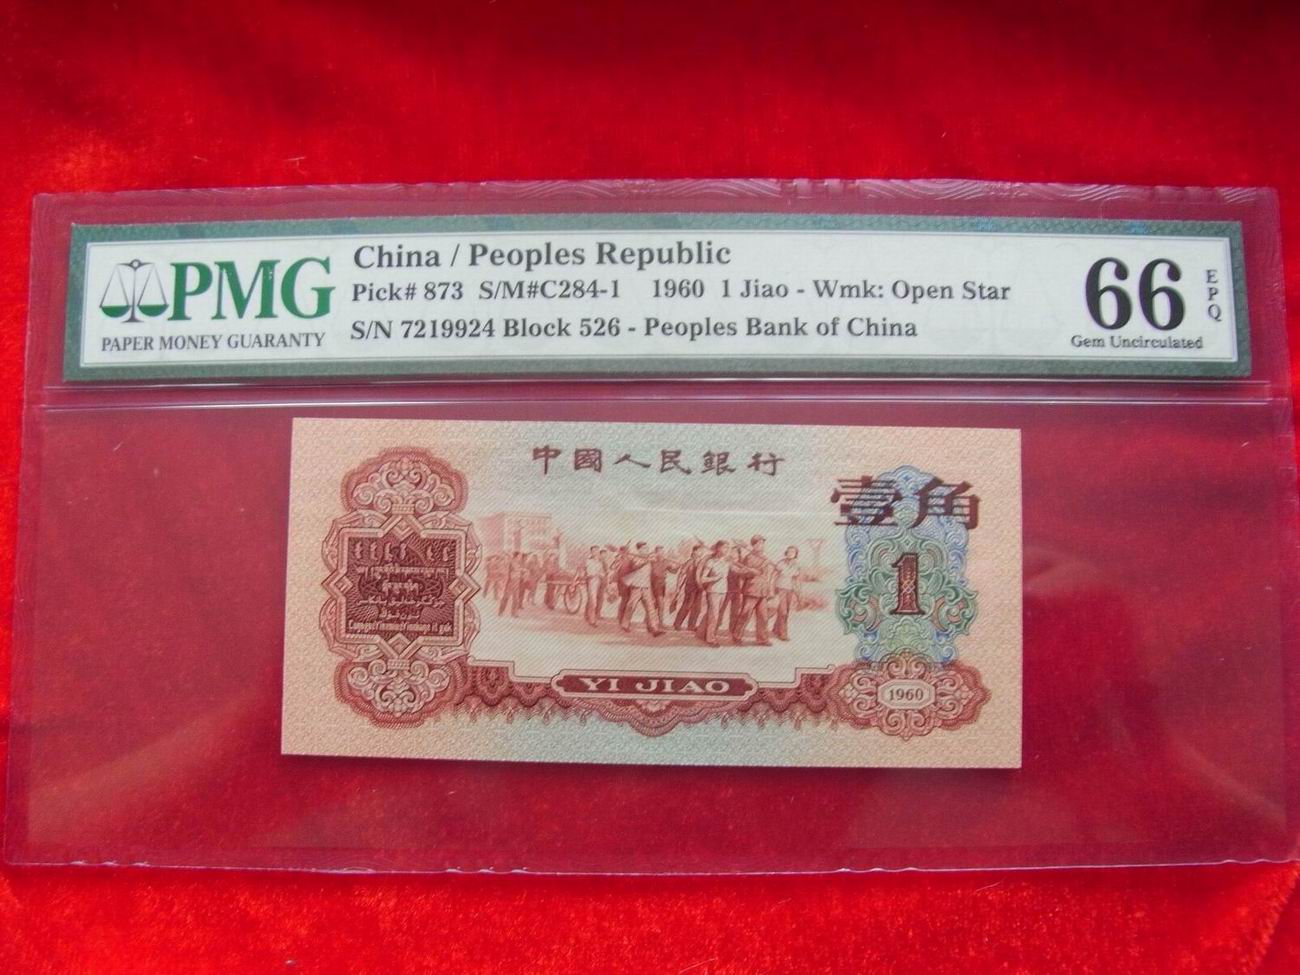 PMG
PAPER MONEY GUARANTY
China / Peoples Republic
Pick# 873 S/M#C284-1 1960 1 Jiao - Wmk: Open Star
S/N 7219924 Block 526 - Peoples Bank of China
66
EPQ
Gem Uncirculated
中國人民銀行
壹角
1
YI JIAO
1960